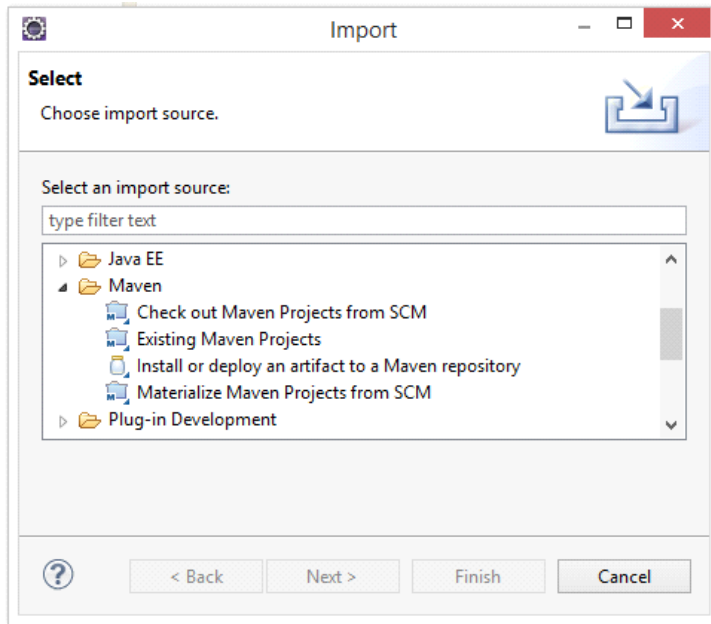 Import
Select
Choose import source.
Select an import source:
type filter text
Java EE
Maven
Check out Maven Projects from SCM
Existing Maven Projects
Install or deploy an artifact to a Maven repository
Materialize Maven Projects from SCM
Plug-in Development
< Back Next > Finish Cancel